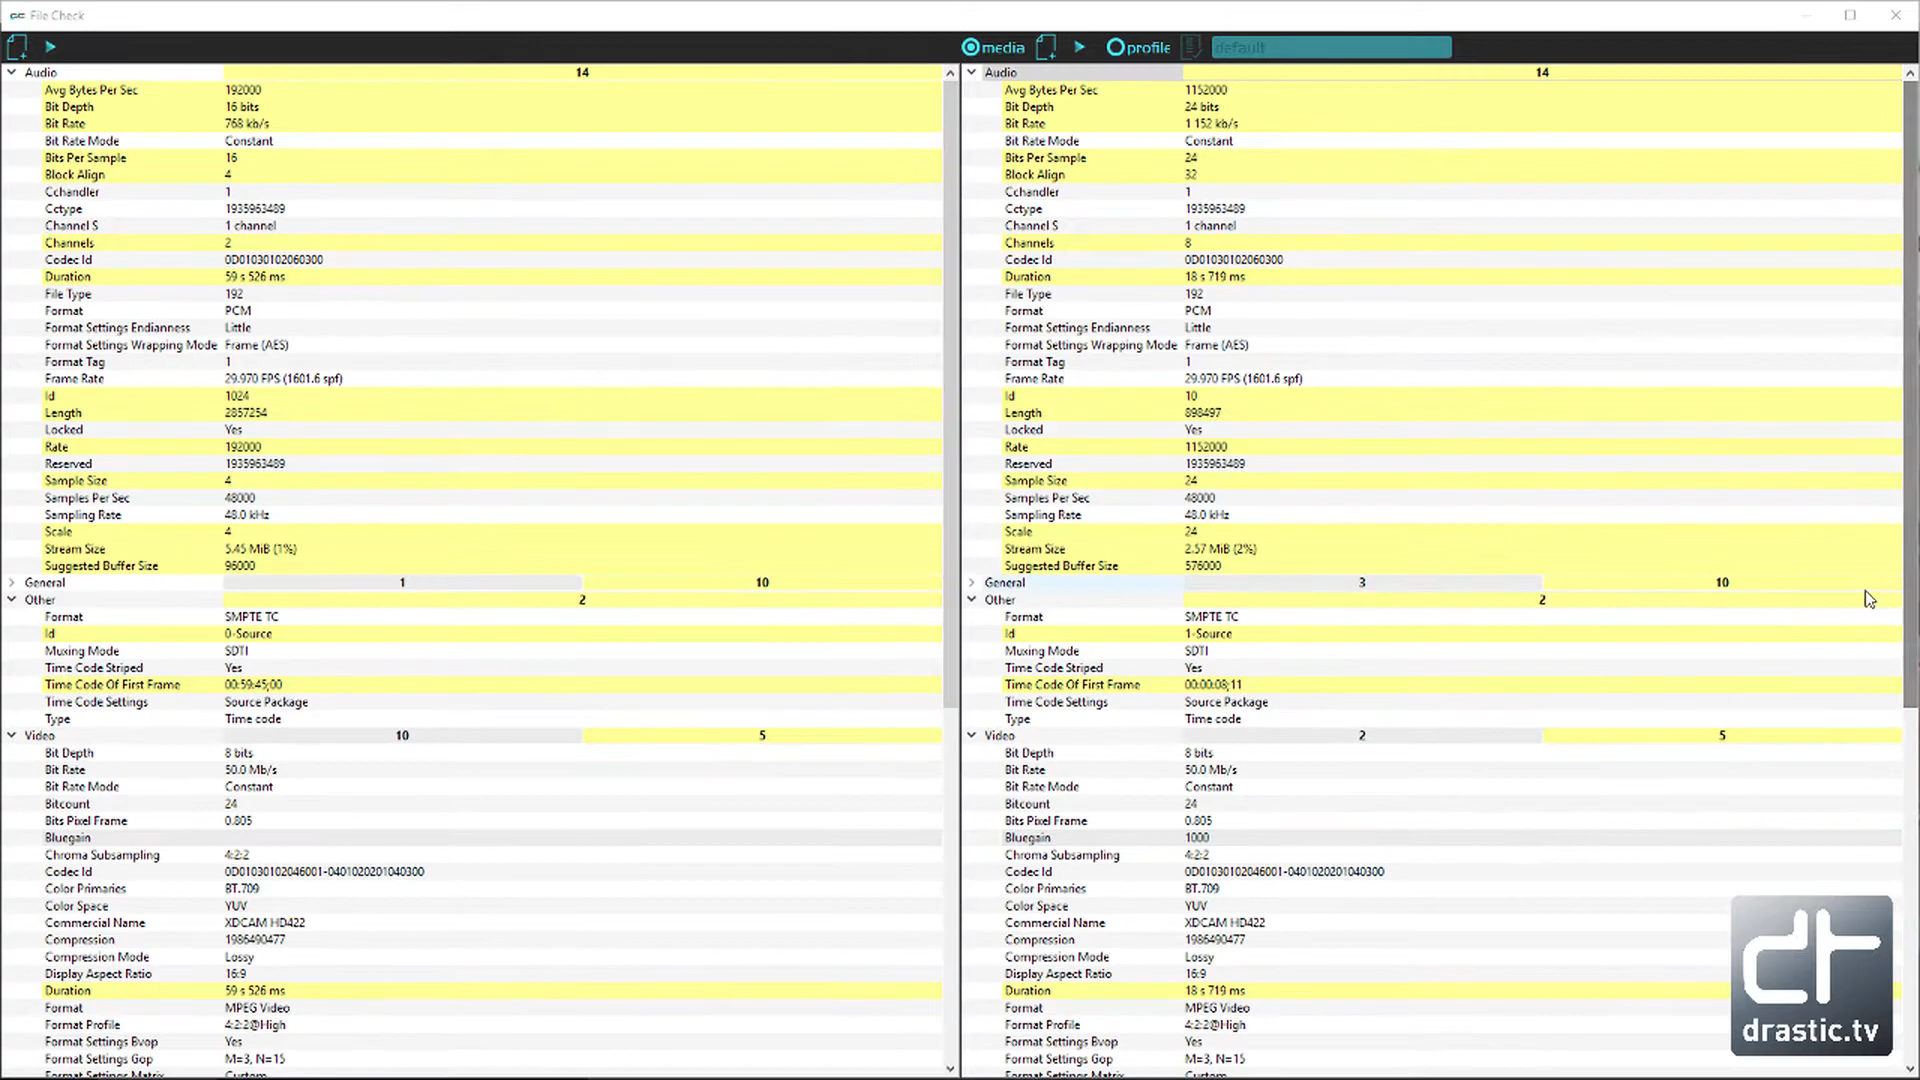 File Check
media profile default
Audio 14
Avg Bytes Per Sec 192000
Bit Depth 16 bits
Bit Rate 768 kb/s
Bit Rate Mode Constant
Bits Per Sample 16
Block Align 4
Cchandler 1
Cctype 1935963489
Channel S 1 channel
Channels 2
Codec Id 0D01030102060300
Duration 59 s 526 ms
File Type 192
Format PCM
Format Settings Endianness Little
Format Settings Wrapping Mode Frame (AES)
Format Tag 1
Frame Rate 29.970 FPS (1601.6 spf)
Id 1024
Length 2857254
Locked Yes
Rate 192000
Reserved 1935963489
Sample Size 4
Samples Per Sec 48000
Sampling Rate 48.0 kHz
Scale 4
Stream Size 5.45 MiB (1%)
Suggested Buffer Size 96000
General 1 10
Other 2
Format SMPTE TC
Id 0-Source
Muxing Mode SDTI
Time Code Striped Yes
Time Code Of First Frame 00:59:45;00
Time Code Settings Source Package
Type Time code
Video 10 5
Bit Depth 8 bits
Bit Rate 50.0 Mb/s
Bit Rate Mode Constant
Bitcount 24
Bits Pixel Frame 0.805
Bluegain
Chroma Subsampling 4:2:2
Codec Id 0D01030102046001-0401020201040300
Color Primaries BT.709
Color Space YUV
Commercial Name XDCAM HD422
Compression 1986490477
Compression Mode Lossy
Display Aspect Ratio 16:9
Duration 59 s 526 ms
Format MPEG Video
Format Profile 4:2:2@High
Format Settings Bvop Yes
Format Settings Gop M=3, N=15
Format Settings Matrix Custom
Audio 14
Avg Bytes Per Sec 1152000
Bit Depth 24 bits
Bit Rate 1 152 kb/s
Bit Rate Mode Constant
Bits Per Sample 24
Block Align 32
Cchandler 1
Cctype 1935963489
Channel S 1 channel
Channels 8
Codec Id 0D01030102060300
Duration 18 s 719 ms
File Type 192
Format PCM
Format Settings Endianness Little
Format Settings Wrapping Mode Frame (AES)
Format Tag 1
Frame Rate 29.970 FPS (1601.6 spf)
Id 10
Length 898497
Locked Yes
Rate 1152000
Reserved 1935963489
Sample Size 24
Samples Per Sec 48000
Sampling Rate 48.0 kHz
Scale 24
Stream Size 2.57 MiB (2%)
Suggested Buffer Size 576000
General 3 10
Other 2
Format SMPTE TC
Id 1-Source
Muxing Mode SDTI
Time Code Striped Yes
Time Code Of First Frame 00:00:08;11
Time Code Settings Source Package
Type Time code
Video 2 5
Bit Depth 8 bits
Bit Rate 50.0 Mb/s
Bit Rate Mode Constant
Bitcount 24
Bits Pixel Frame 0.805
Bluegain 1000
Chroma Subsampling 4:2:2
Codec Id 0D01030102046001-0401020201040300
Color Primaries BT.709
Color Space YUV
Commercial Name XDCAM HD422
Compression 1986490477
Compression Mode Lossy
Display Aspect Ratio 16:9
Duration 18 s 719 ms
Format MPEG Video
Format Profile 4:2:2@High
Format Settings Bvop Yes
Format Settings Gop M=3, N=15
Format Settings Matrix Custom
dt
drastic.tv